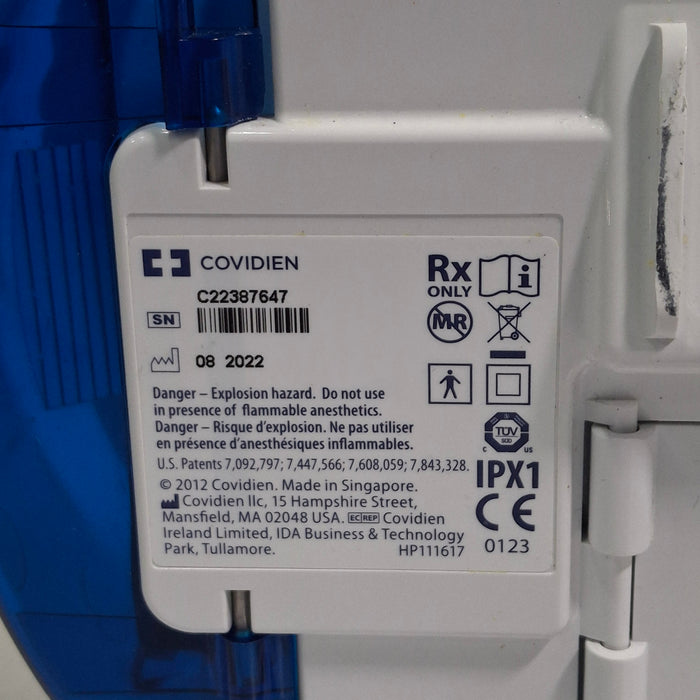 COVIDIEN
C22387647
SN
08 2022
Danger – Explosion hazard. Do not use
in presence of flammable anesthetics.
Danger – Risque d'explosion. Ne pas utiliser
en présence d'anesthésiques inflammables.
U.S. Patents 7,092,797; 7,447,566; 7,608,059; 7,843,328.
© 2012 Covidien. Made in Singapore.
Covidien llc, 15 Hampshire Street,
Mansfield, MA 02048 USA. EC REP Covidien
Ireland Limited, IDA Business & Technology
Park, Tullamore. HP111617
Rx
ONLY
MR
TÜV
SÜD
C US
IPX1
CE
0123